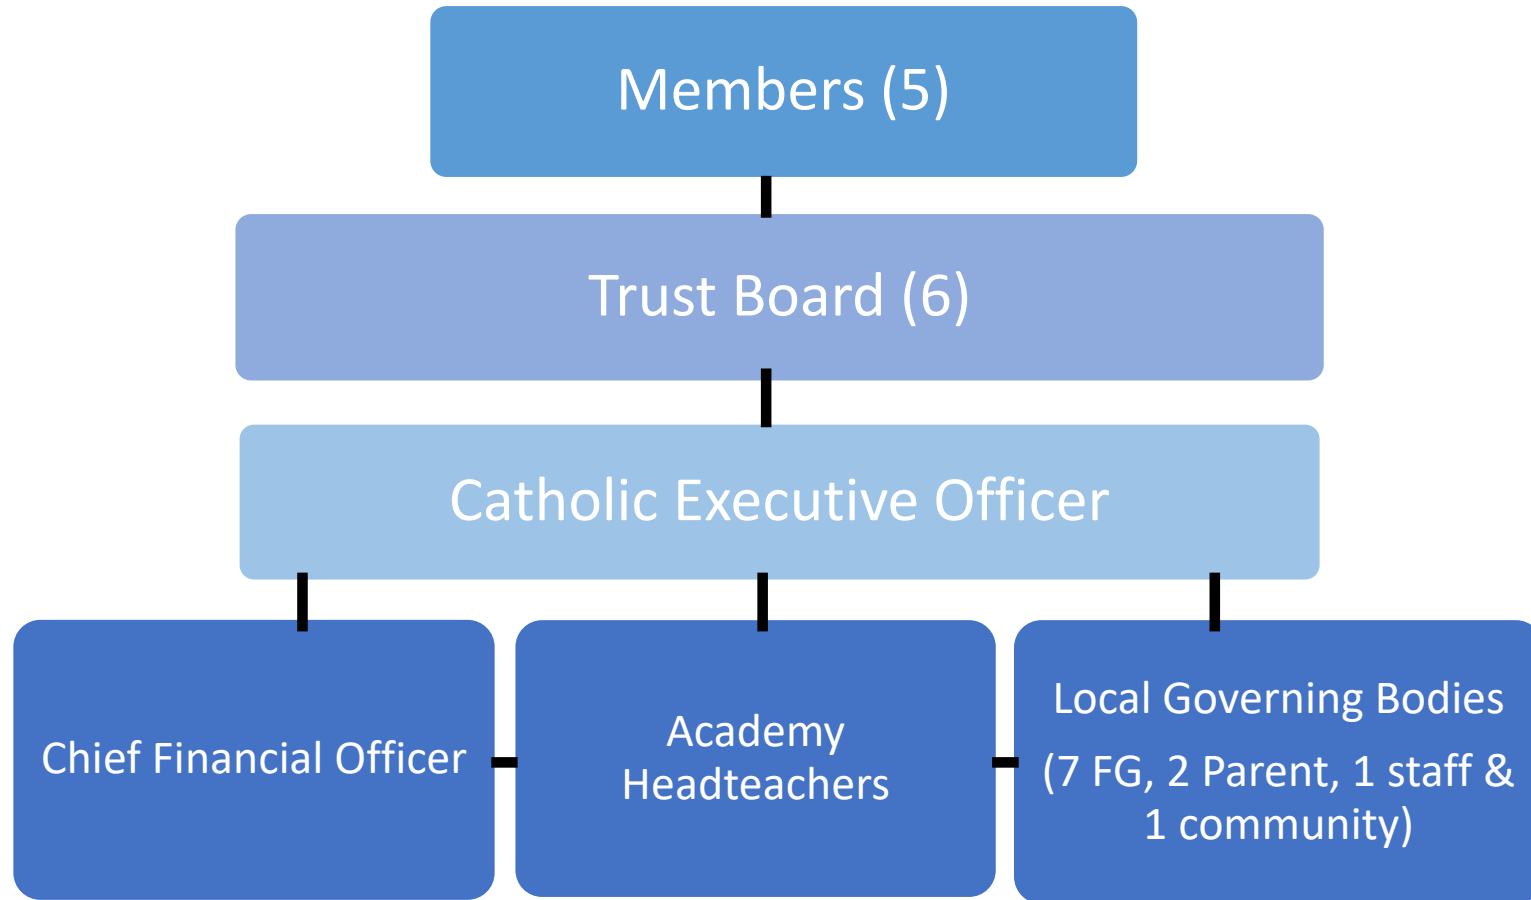 Members (5)
Trust Board (6)
Catholic Executive Officer
Chief Financial Officer
Academy
Headteachers
Local Governing Bodies
(7 FG, 2 Parent, 1 staff &
1 community)